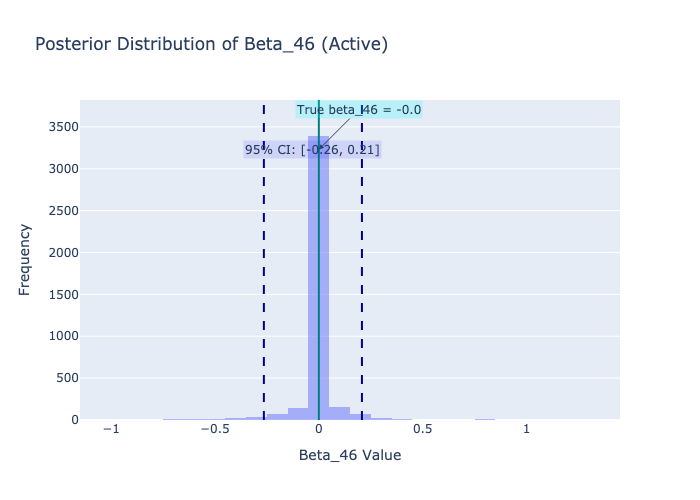 Posterior Distribution of Beta_46 (Active)
True beta_46 = -0.0
95% CI: [-0.26, 0.21]
3500
3000
2500
2000
1500
1000
500
0
Frequency
−1
−0.5
0
0.5
1
Beta_46 Value